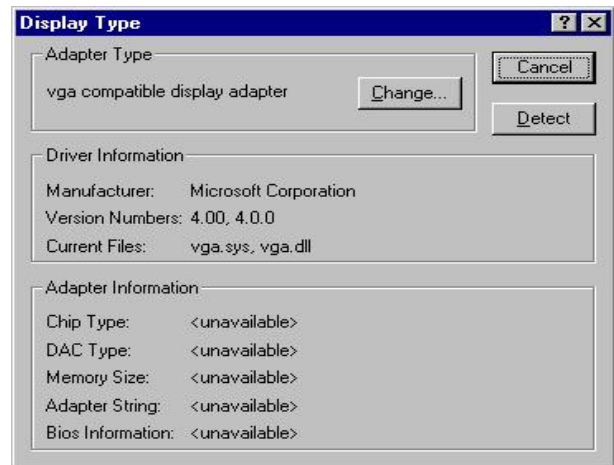 Display Type
Adapter Type
vga compatible display adapter
Change...
Cancel
Detect
Driver Information
Manufacturer: Microsoft Corporation
Version Numbers: 4.00, 4.0.0
Current Files: vga.sys, vga.dll
Adapter Information
Chip Type: <unavailable>
DAC Type: <unavailable>
Memory Size: <unavailable>
Adapter String: <unavailable>
Bios Information: <unavailable>